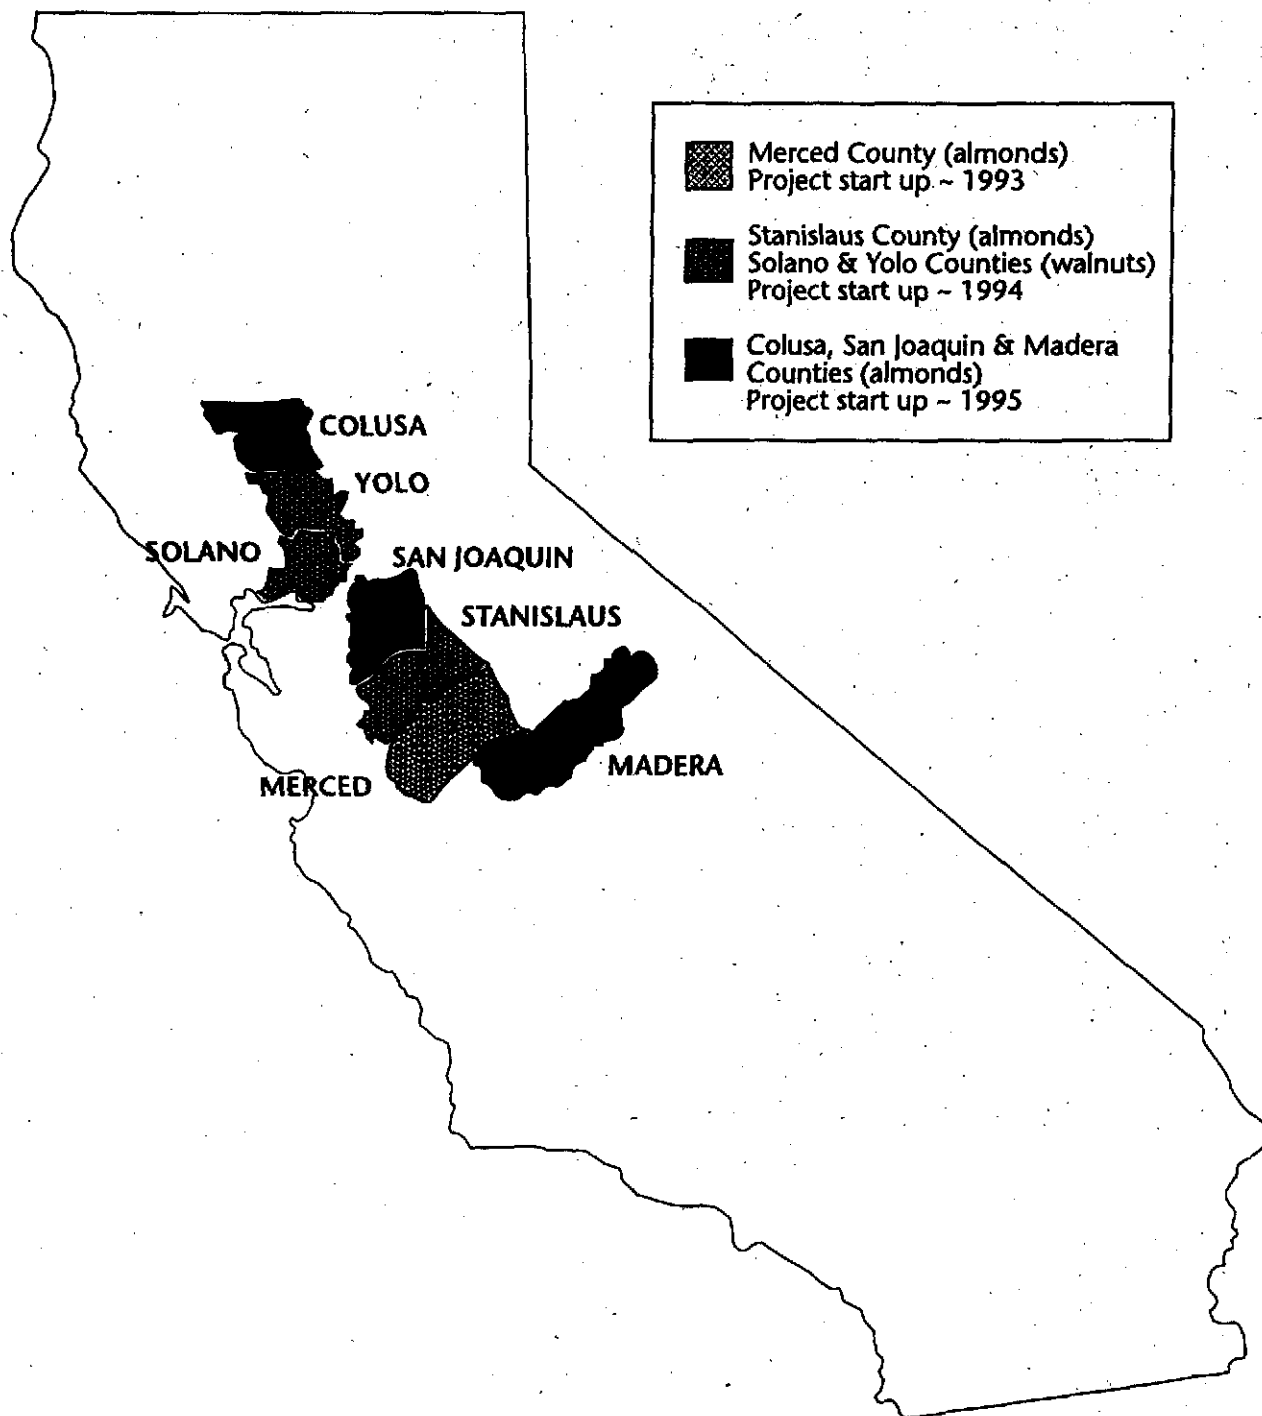 Merced County (almonds)
Project start up ~ 1993
Stanislaus County (almonds)
Solano & Yolo Counties (walnuts)
Project start up ~ 1994
Colusa, San Joaquin & Madera
Counties (almonds)
Project start up ~ 1995
COLUSA
YOLO
SOLANO
SAN JOAQUIN
STANISLAUS
MADERA
MERCED